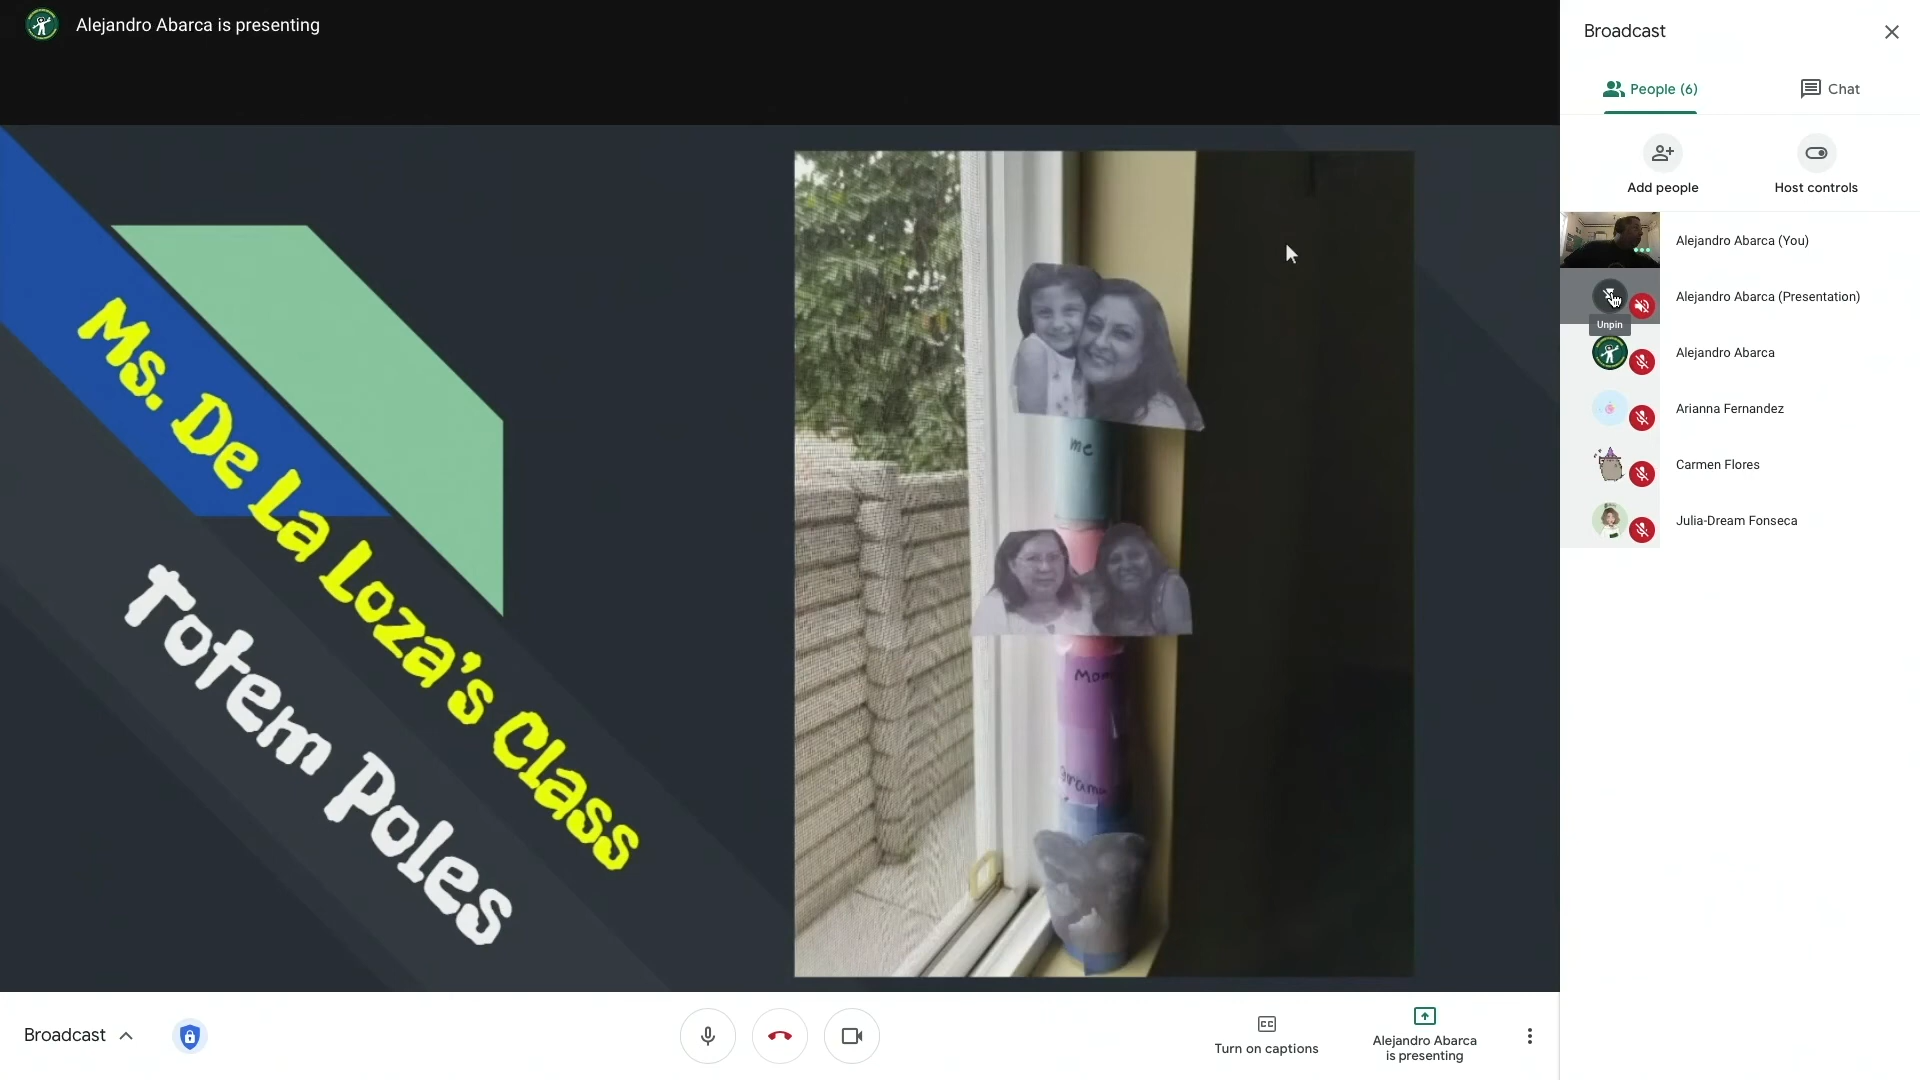 Alejandro Abarca is presenting
Ms. De La Loza's Class
Totem Poles
me
Mom
Broadcast
People (6)
Chat
Add people
Host controls
Alejandro Abarca (You)
Alejandro Abarca (Presentation)
Unpin
Alejandro Abarca
Arianna Fernandez
Carmen Flores
Julia-Dream Fonseca
Broadcast
Turn on captions
Alejandro Abarca
is presenting